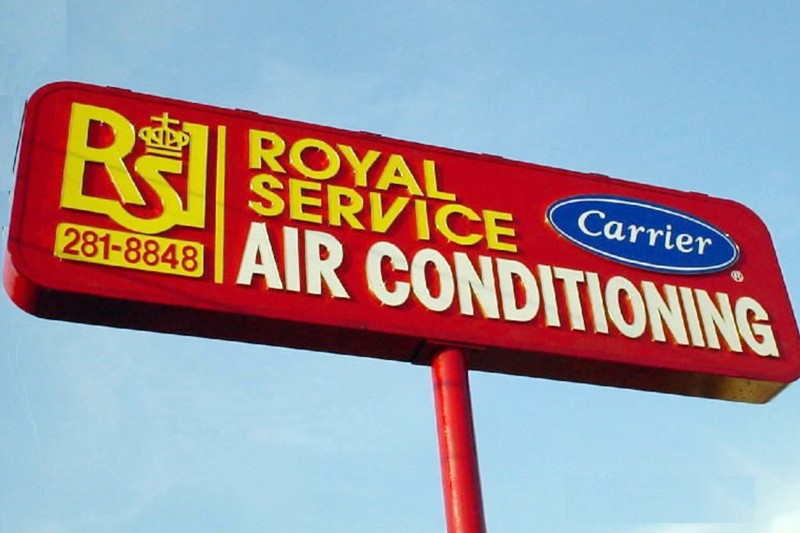 RS
281-8848
ROYAL
SERVICE
AIR CONDITIONING
Carrier
®